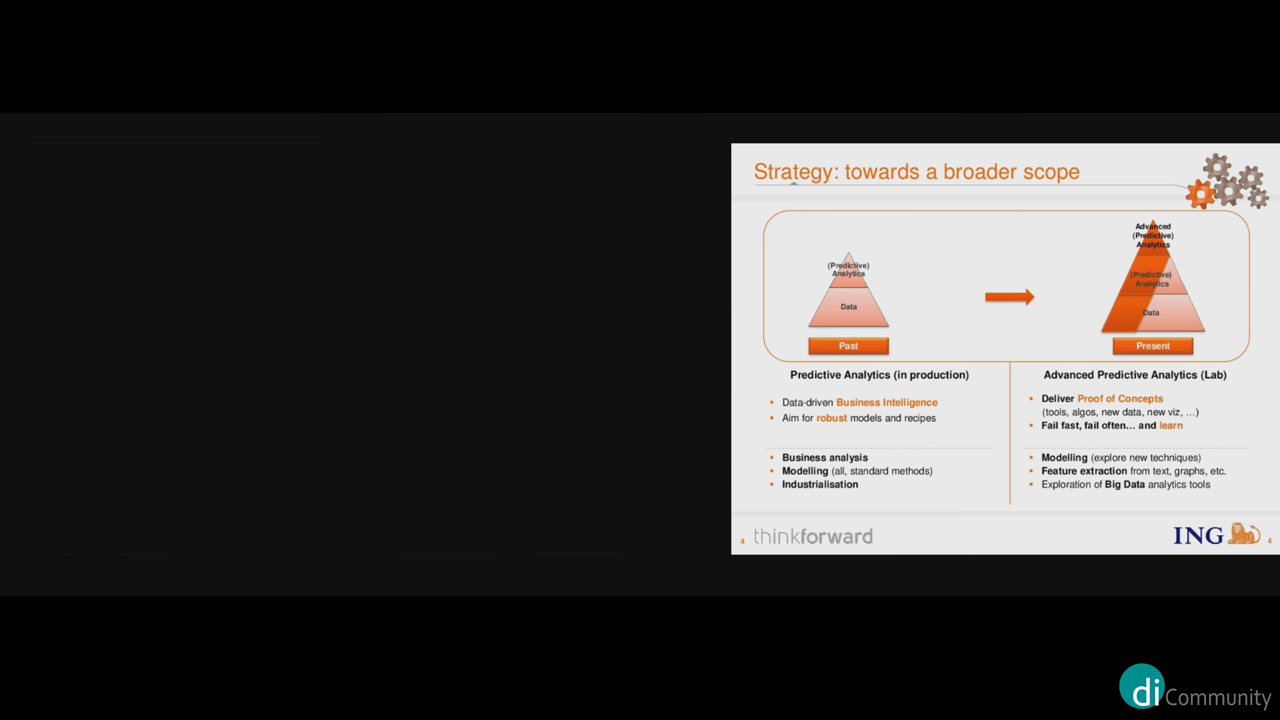 Strategy: towards a broader scope
(Predictive)
Analytics
Data
Past
Advanced
(Predictive)
Analytics
(Predictive)
Analytics
Data
Present
Predictive Analytics (in production)
Data-driven Business Intelligence
Aim for robust models and recipes
Business analysis
Modelling (all, standard methods)
Industrialisation
Advanced Predictive Analytics (Lab)
Deliver Proof of Concepts
(tools, algos, new data, new viz, ...)
Fail fast, fail often... and learn
Modelling (explore new techniques)
Feature extraction from text, graphs, etc.
Exploration of Big Data analytics tools
4 thinkforward
ING 4
di Community